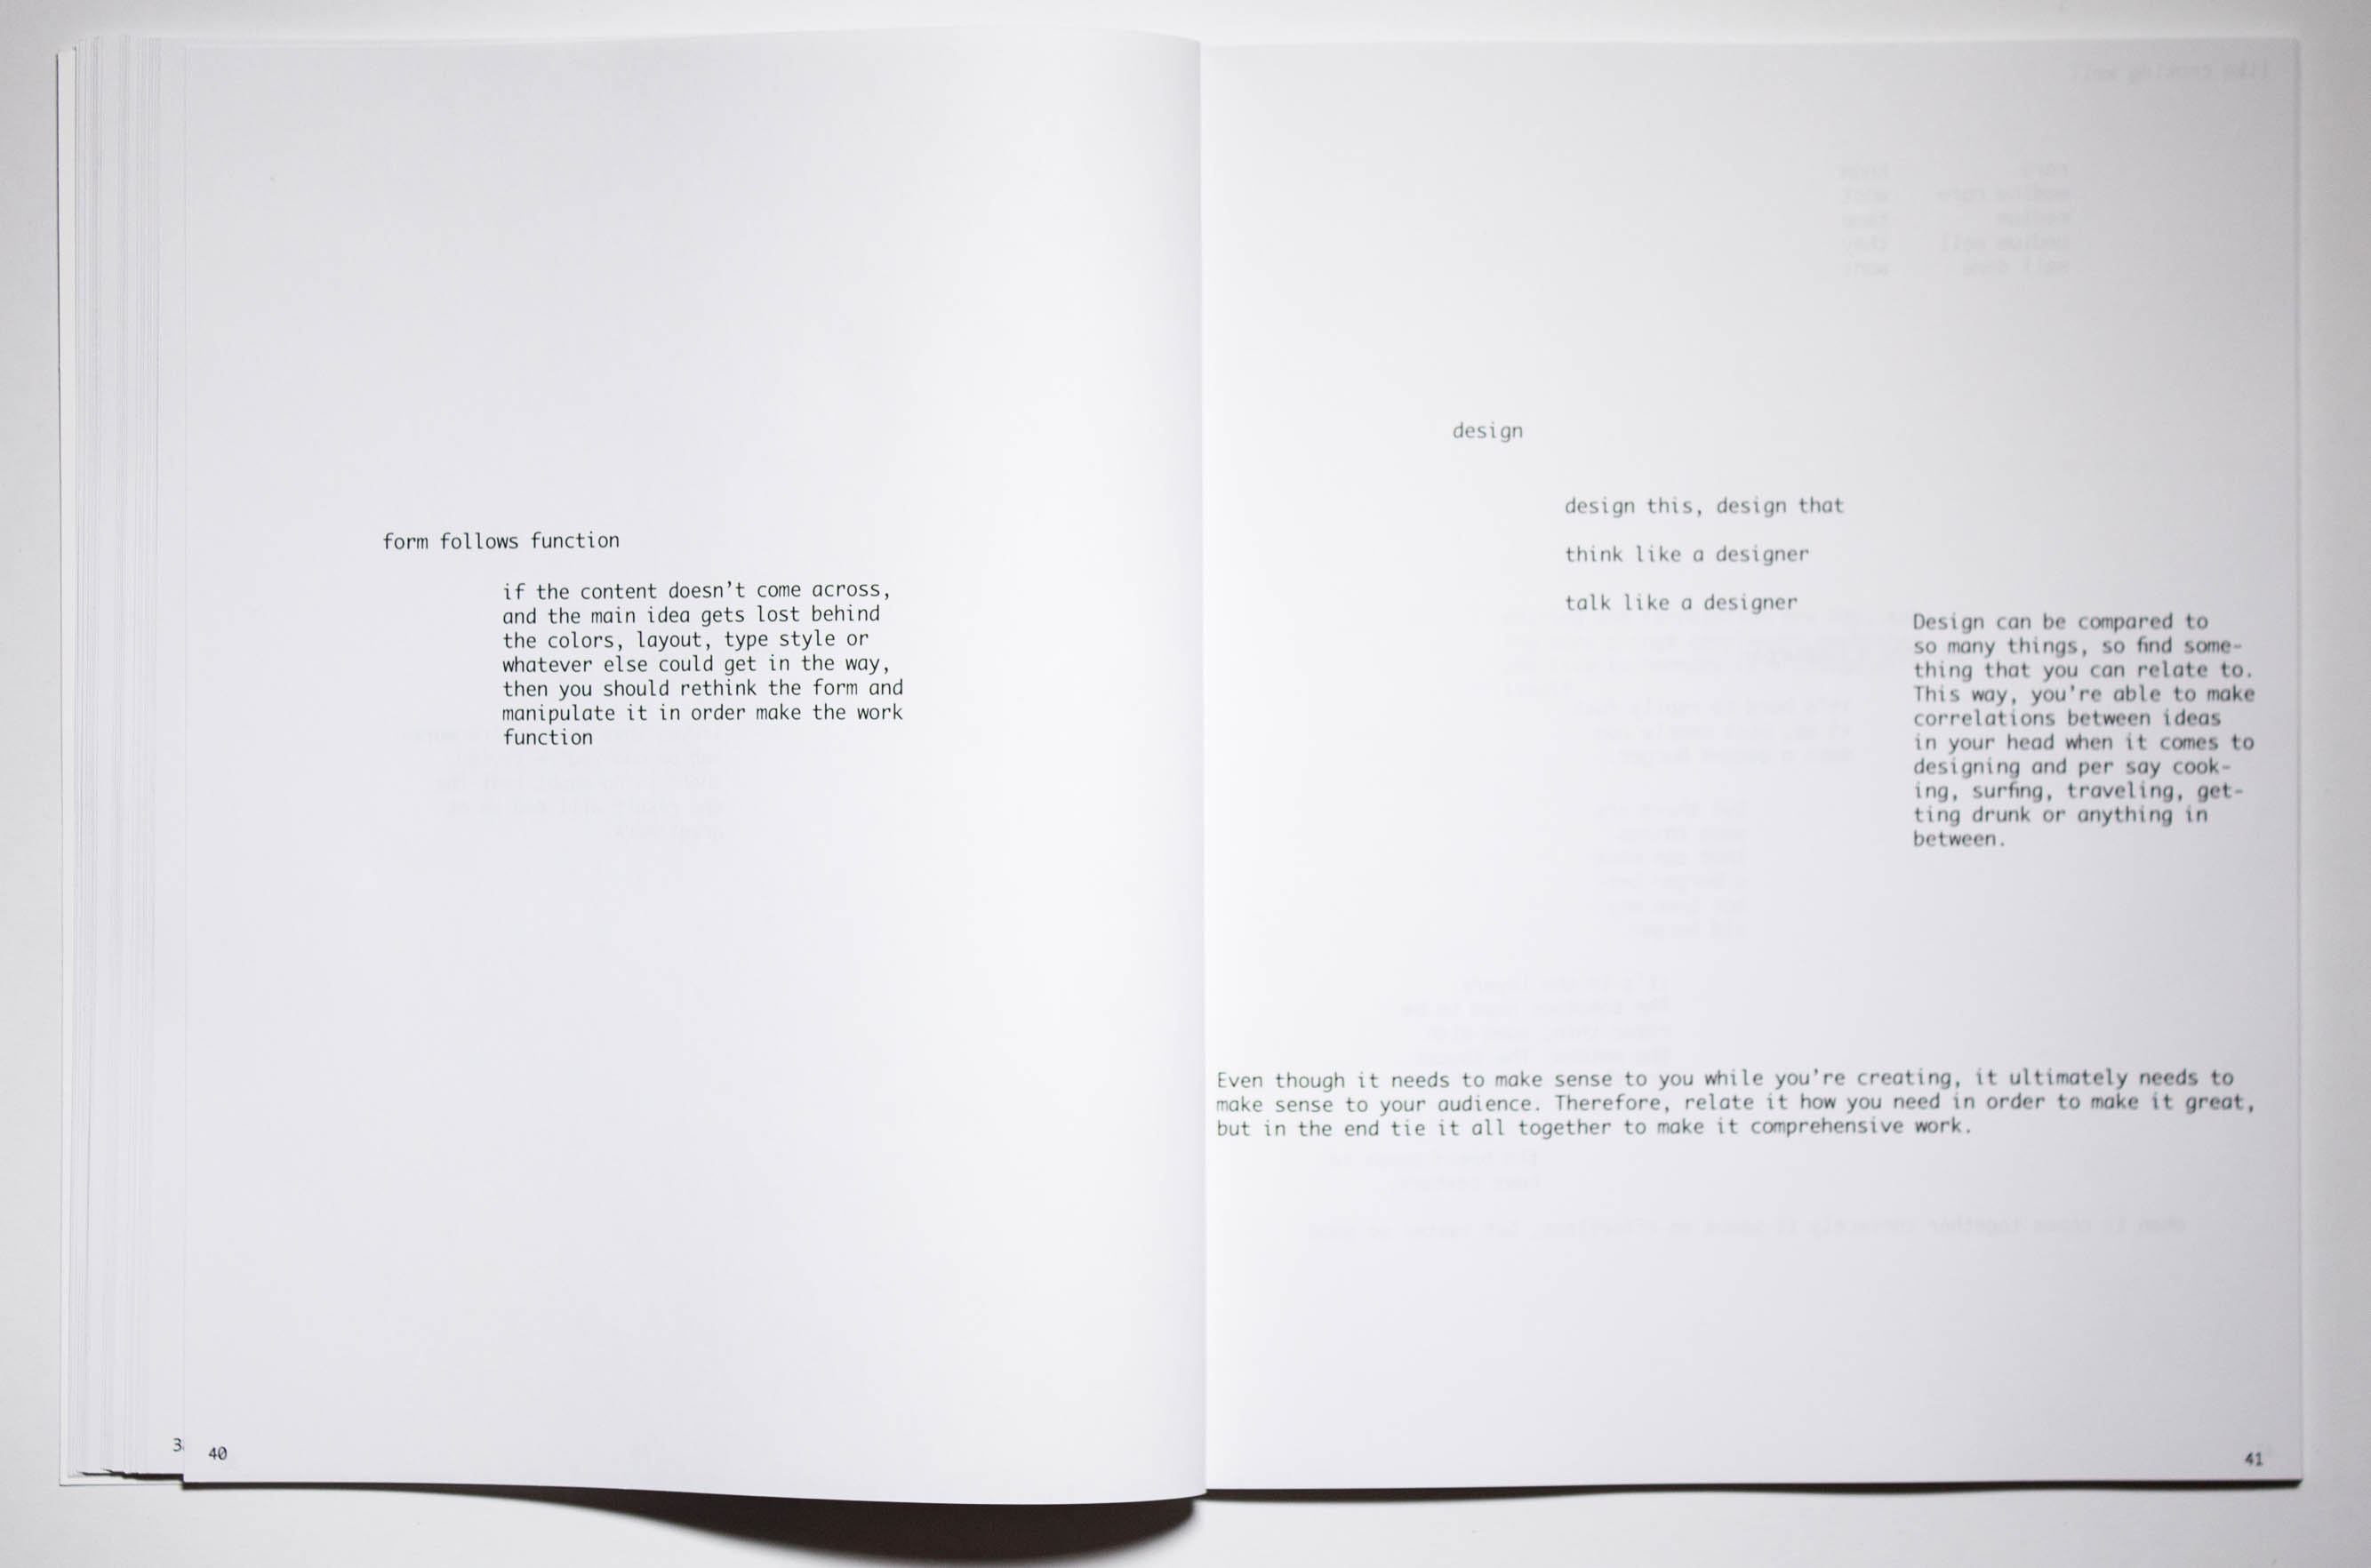 form follows function
if the content doesn't come across,
and the main idea gets lost behind
the colors, layout, type style or
whatever else could get in the way,
then you should rethink the form and
manipulate it in order make the work
function
3
40
design
design this, design that
think like a designer
talk like a designer
Design can be compared to
so many things, so find some-
thing that you can relate to.
This way, you're able to make
correlations between ideas
in your head when it comes to
designing and per say cook-
ing, surfing, traveling, get-
ting drunk or anything in
between.
Even though it needs to make sense to you while you're creating, it ultimately needs to
make sense to your audience. Therefore, relate it how you need in order to make it great,
but in the end tie it all together to make it comprehensive work.
41